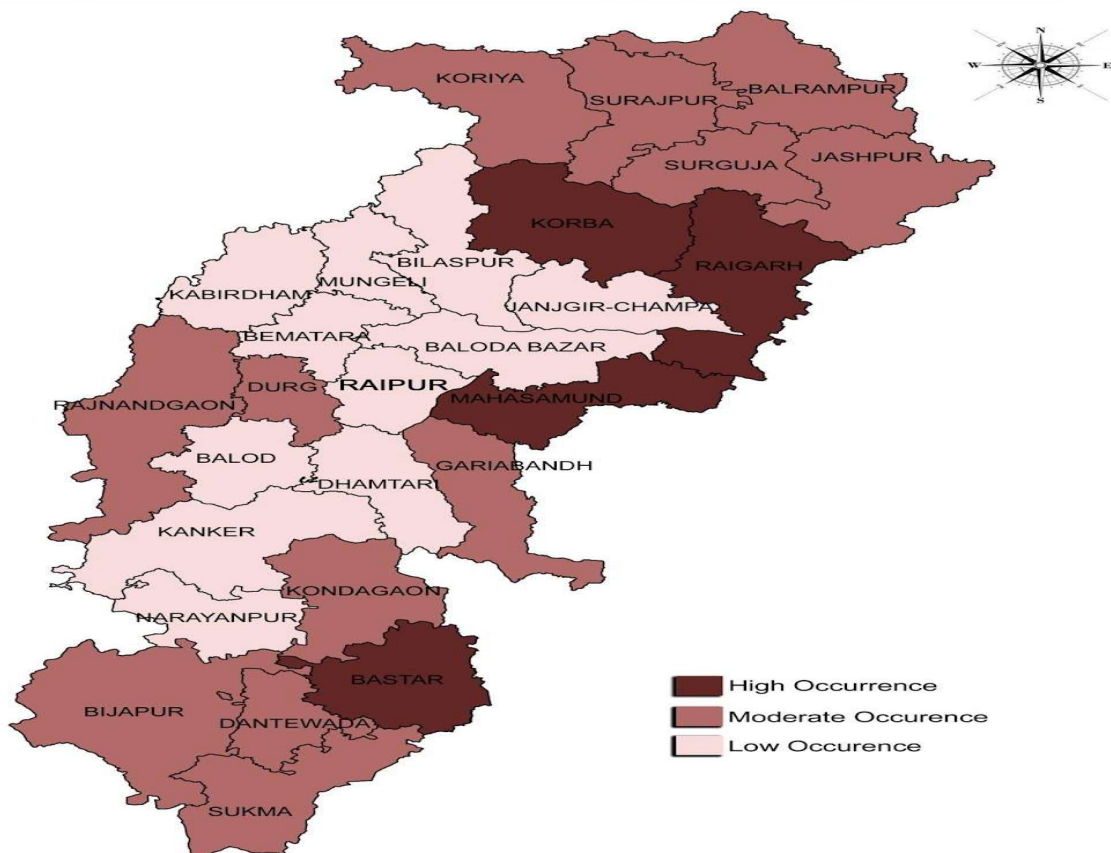 N
W E
S
KORIYA
SURAJPUR
BALRAMPUR
SURGUJA
JASHPUR
KORBA
RAIGARH
BILASPUR
MUNGELI
KABIRDHAM
JANJGIR-CHAMPA
BEMATARA
BALODA BAZAR
RAIPUR
DURG
RAJNANDGAON
MAHASAMUND
BALOD
GARIABANDH
DHAMTARI
KANKER
KONDAGAON
NARAYANPUR
BASTAR
BIJAPUR
DANTEWADA
SUKMA
High Occurrence
Moderate Occurence
Low Occurence